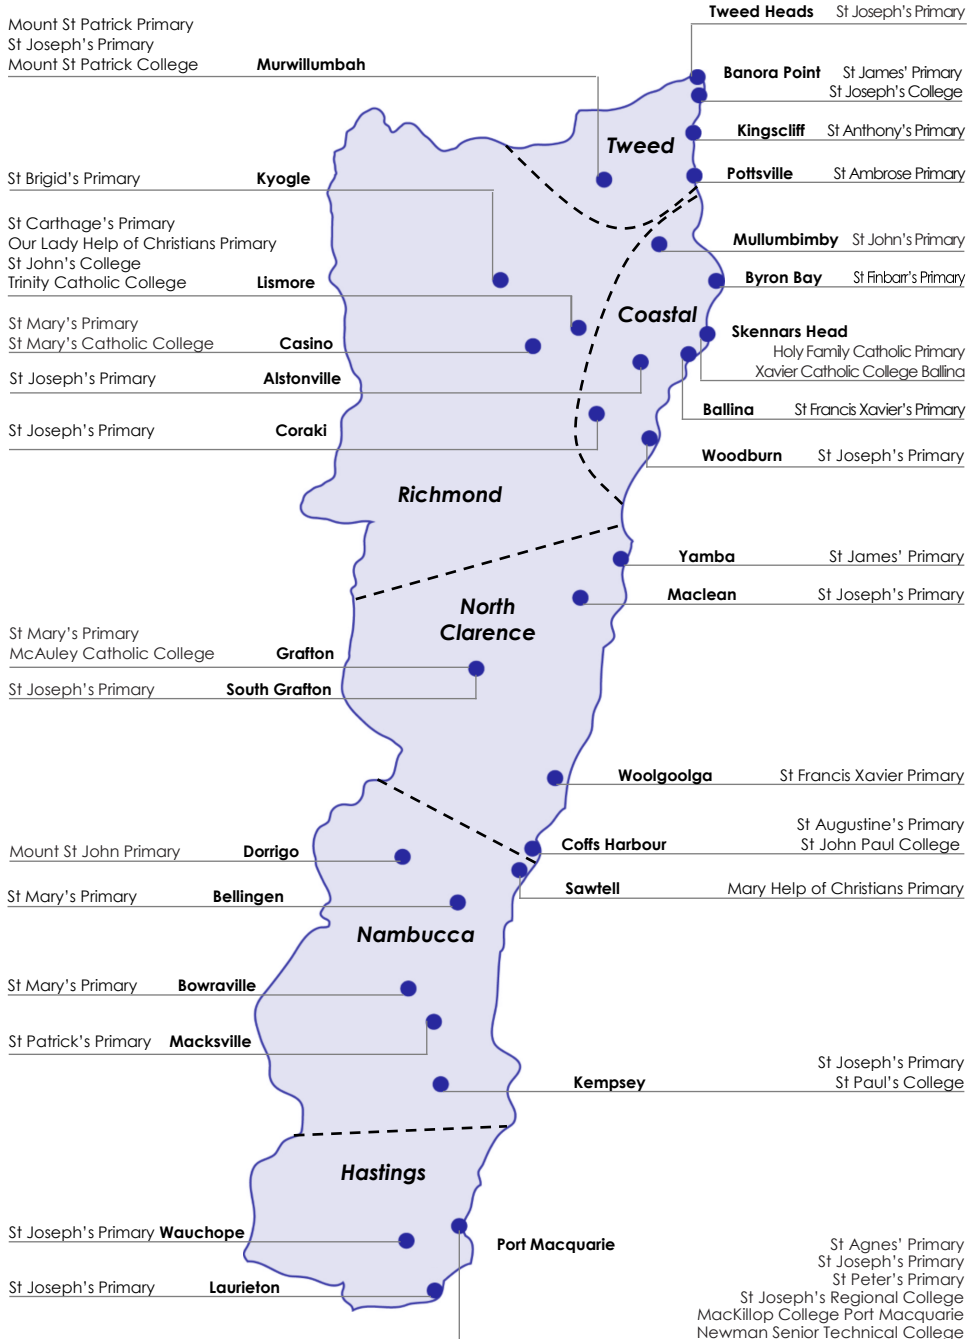 Tweed Heads St Joseph's Primary
Mount St Patrick Primary
St Joseph's Primary
Mount St Patrick College Murwillumbah
Banora Point St James' Primary
St Joseph's College
Kingscliff St Anthony's Primary
Tweed
Pottsville St Ambrose Primary
St Brigid's Primary Kyogle
St Carthage's Primary
Our Lady Help of Christians Primary
St John's College
Trinity Catholic College Lismore
Mullumbimby St John's Primary
Byron Bay St Finbarr's Primary
Coastal
St Mary's Primary
St Mary's Catholic College Casino
Skennars Head
Holy Family Catholic Primary
Xavier Catholic College Ballina
St Joseph's Primary Alstonville
Ballina St Francis Xavier's Primary
St Joseph's Primary Coraki
Woodburn St Joseph's Primary
Richmond
Yamba St James' Primary
Maclean St Joseph's Primary
North
Clarence
St Mary's Primary
McAuley Catholic College Grafton
St Joseph's Primary South Grafton
Woolgoolga St Francis Xavier Primary
St Augustine's Primary
Coffs Harbour St John Paul College
Mount St John Primary Dorrigo
Sawtell Mary Help of Christians Primary
St Mary's Primary Bellingen
Nambucca
St Mary's Primary Bowraville
St Patrick's Primary Macksville
St Joseph's Primary
Kempsey St Paul's College
Hastings
St Joseph's Primary Wauchope
Port Macquarie St Agnes' Primary
St Joseph's Primary
St Peter's Primary
St Joseph's Regional College
MacKillop College Port Macquarie
Newman Senior Technical College
St Joseph's Primary Laurieton